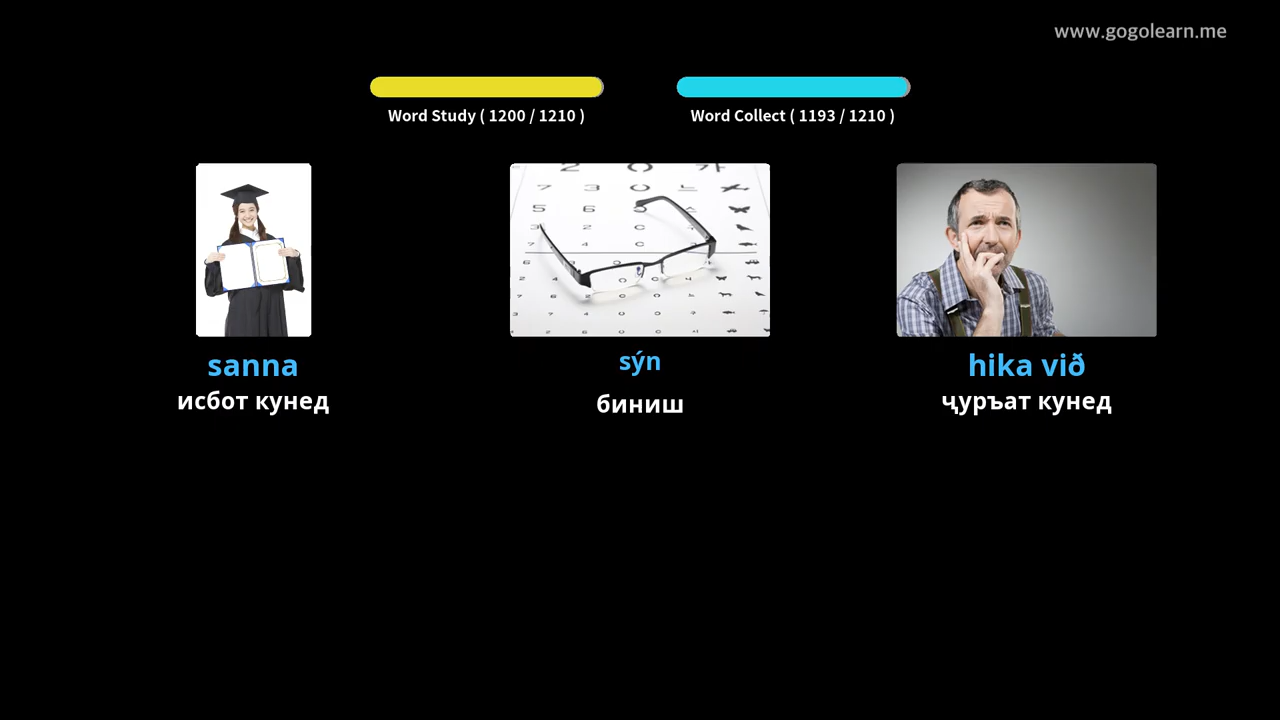 www.gogolearn.me
Word Study ( 1200 / 1210 )
Word Collect ( 1193 / 1210 )
sanna
исбот кунед
sýn
биниш
hika við
ҷуръат кунед